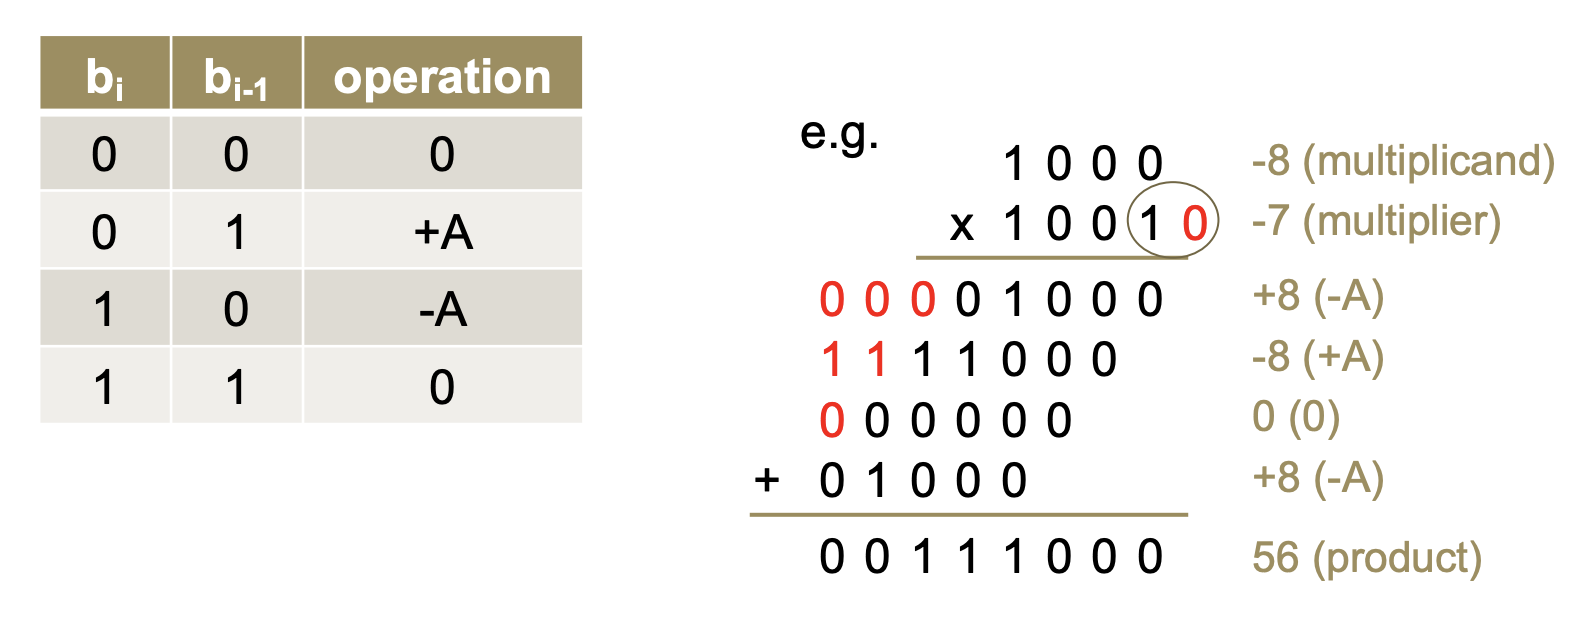 bi bi-1 operation
0 0 0
0 1 +A
1 0 -A
1 1 0
e.g.
1 0 0 0 -8 (multiplicand)
x 1 0 0 1 0 -7 (multiplier)
0 0 0 0 1 0 0 0 +8 (-A)
1 1 1 1 0 0 0 -8 (+A)
0 0 0 0 0 0 0 (0)
+ 0 1 0 0 0 +8 (-A)
0 0 1 1 1 0 0 0 56 (product)